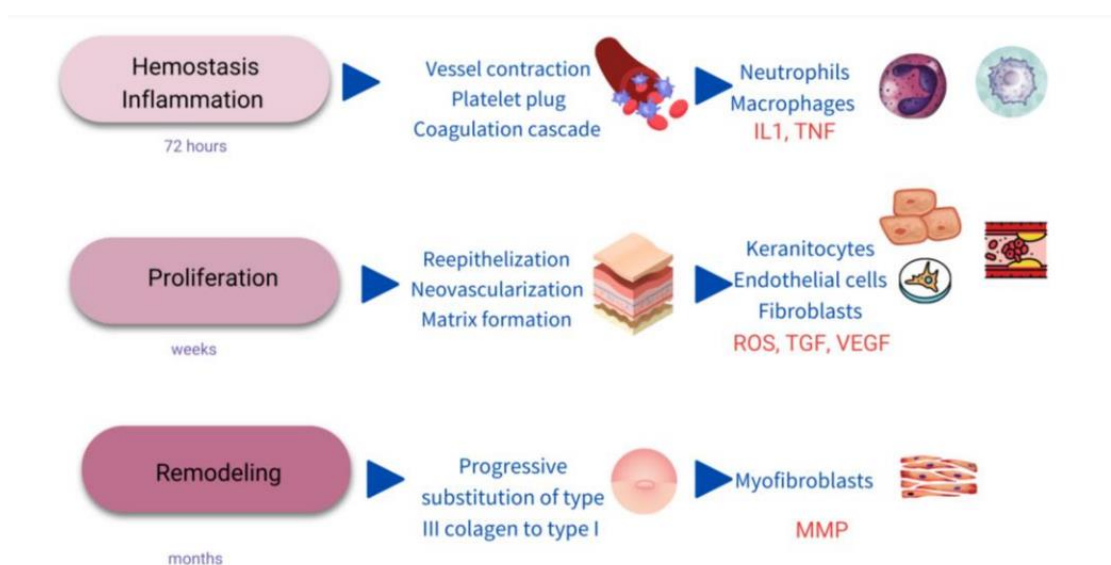 Hemostasis
Inflammation
72 hours
Vessel contraction
Platelet plug
Coagulation cascade
Neutrophils
Macrophages
IL1, TNF
Proliferation
weeks
Reepithelization
Neovascularization
Matrix formation
Keranitocytes
Endothelial cells
Fibroblasts
ROS, TGF, VEGF
Remodeling
months
Progressive
substitution of type
III colagen to type I
Myofibroblasts
MMP